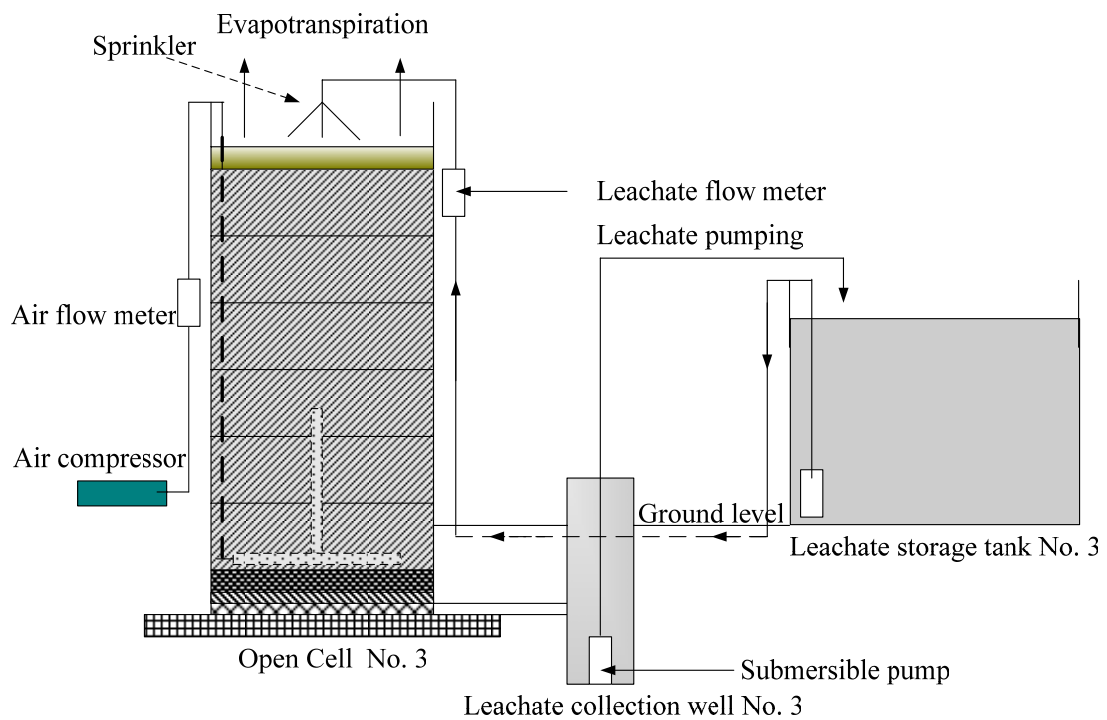 Evapotranspiration
Sprinkler
Leachate flow meter
Leachate pumping
Air flow meter
Air compressor
Ground level
Leachate storage tank No. 3
Open Cell No. 3
Submersible pump
Leachate collection well No. 3